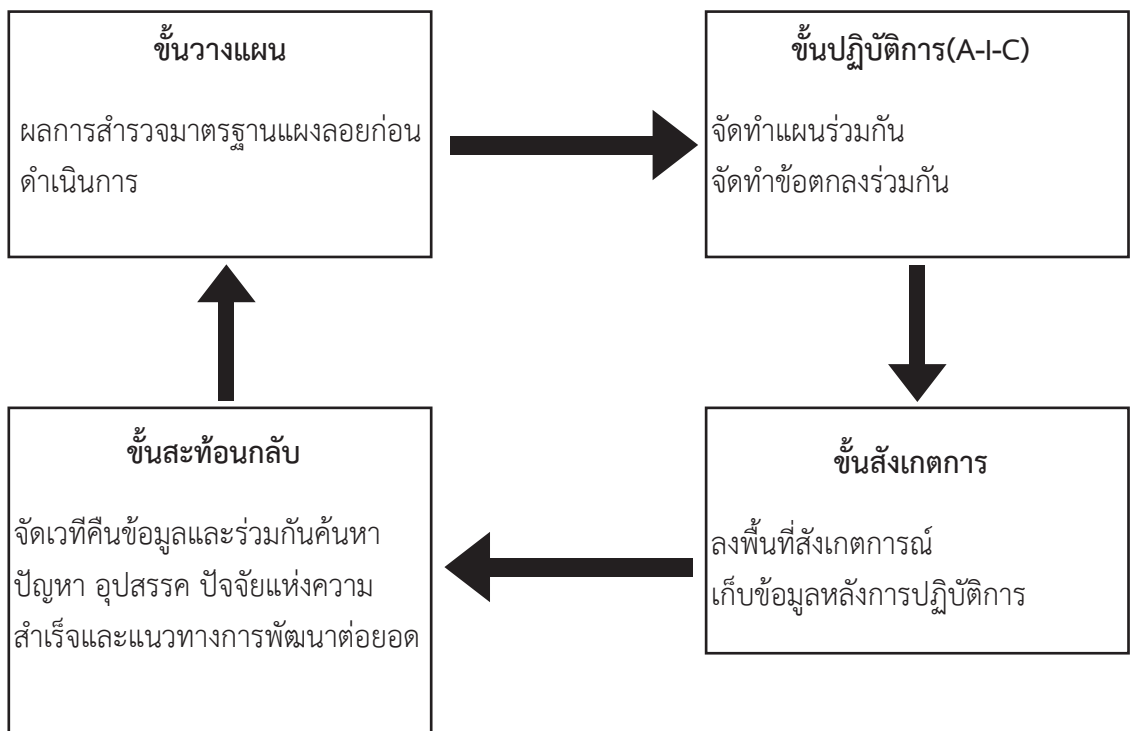 ขั้นวางแผน
ผลการสำรวจมาตรฐานแผงลอยก่อน
ดำเนินการ
ขั้นปฏิบัติการ(A-I-C)
จัดทำแผนร่วมกัน
จัดทำข้อตกลงร่วมกัน
ขั้นสังเกตการ
ลงพื้นที่สังเกตการณ์
เก็บข้อมูลหลังการปฏิบัติการ
ขั้นสะท้อนกลับ
จัดเวทีคืนข้อมูลและร่วมกันค้นหา
ปัญหา อุปสรรค ปัจจัยแห่งความ
สำเร็จและแนวทางการพัฒนาต่อยอด